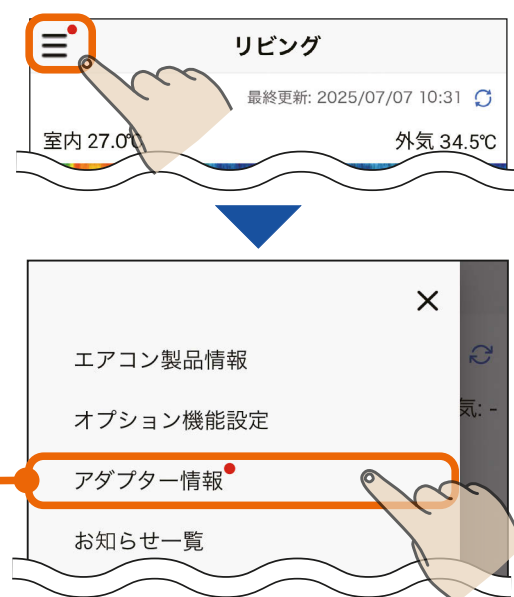 リビング
最終更新: 2025/07/07 10:31
室内 27.0℃
外気 34.5℃
エアコン製品情報
オプション機能設定
気: -
アダプター情報
お知らせ一覧